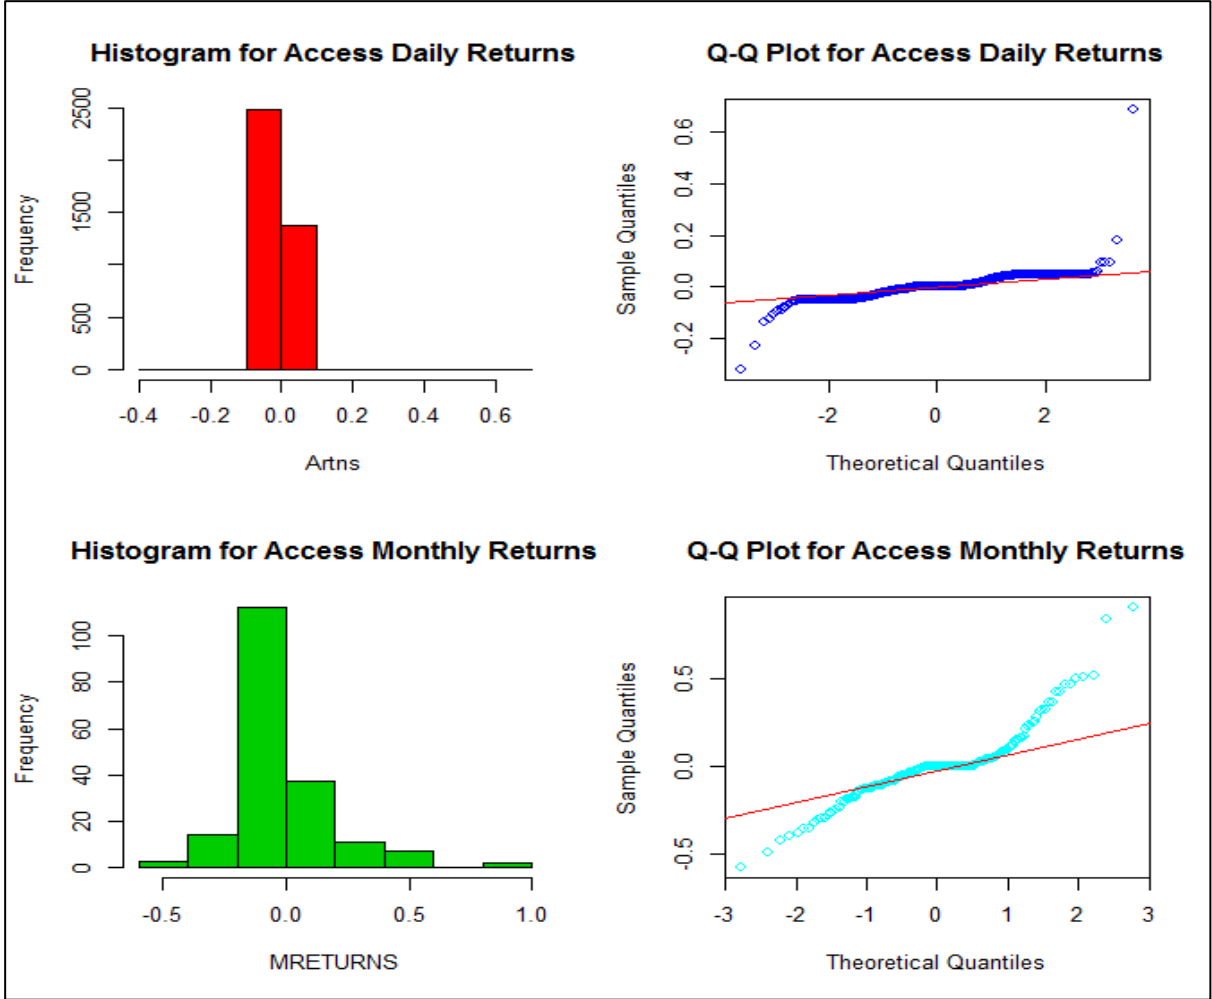 Histogram for Access Daily Returns
Frequency
0
500
1500
2500
-0.4 -0.2 0.0 0.2 0.4 0.6
Artns
Q-Q Plot for Access Daily Returns
Sample Quantiles
-0.2 0.0 0.2 0.4 0.6
-2 0 2
Theoretical Quantiles
Histogram for Access Monthly Returns
Frequency
0 20 40 60 80 100
-0.5 0.0 0.5 1.0
MRETURNS
Q-Q Plot for Access Monthly Returns
Sample Quantiles
-0.5 0.0 0.5
-3 -2 -1 0 1 2 3
Theoretical Quantiles